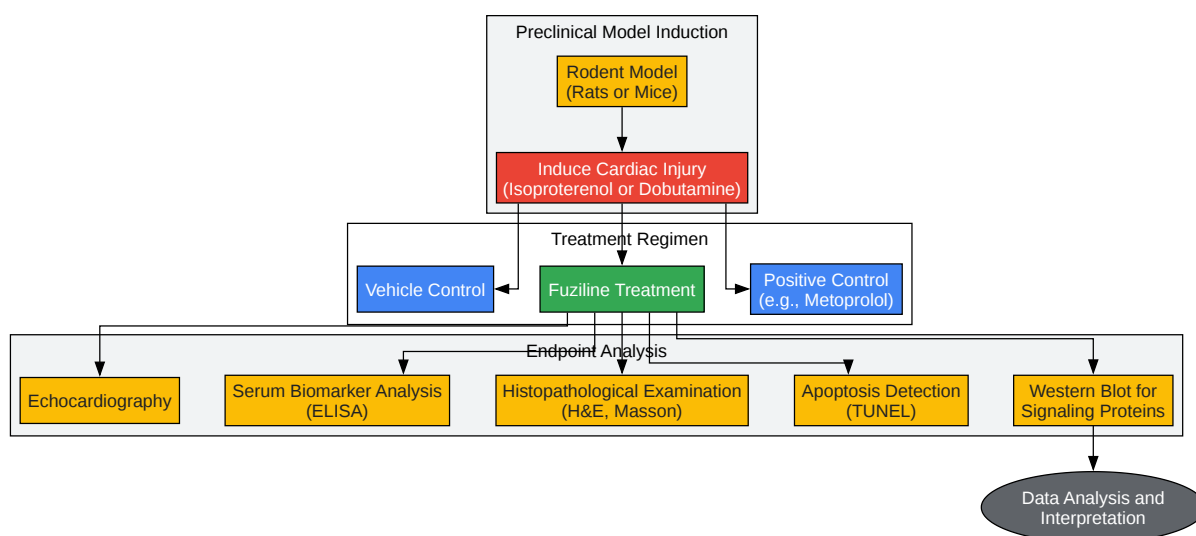 Preclinical Model Induction
Rodent Model
(Rats or Mice)
Induce Cardiac Injury
(Isoproterenol or Dobutamine)
Treatment Regimen
Vehicle Control
Fuziline Treatment
Positive Control
(e.g., Metoprolol)
Endpoint Analysis
Echocardiography
Serum Biomarker Analysis
(ELISA)
Histopathological Examination
(H&E, Masson)
Apoptosis Detection
(TUNEL)
Western Blot for
Signaling Proteins
Data Analysis and
Interpretation